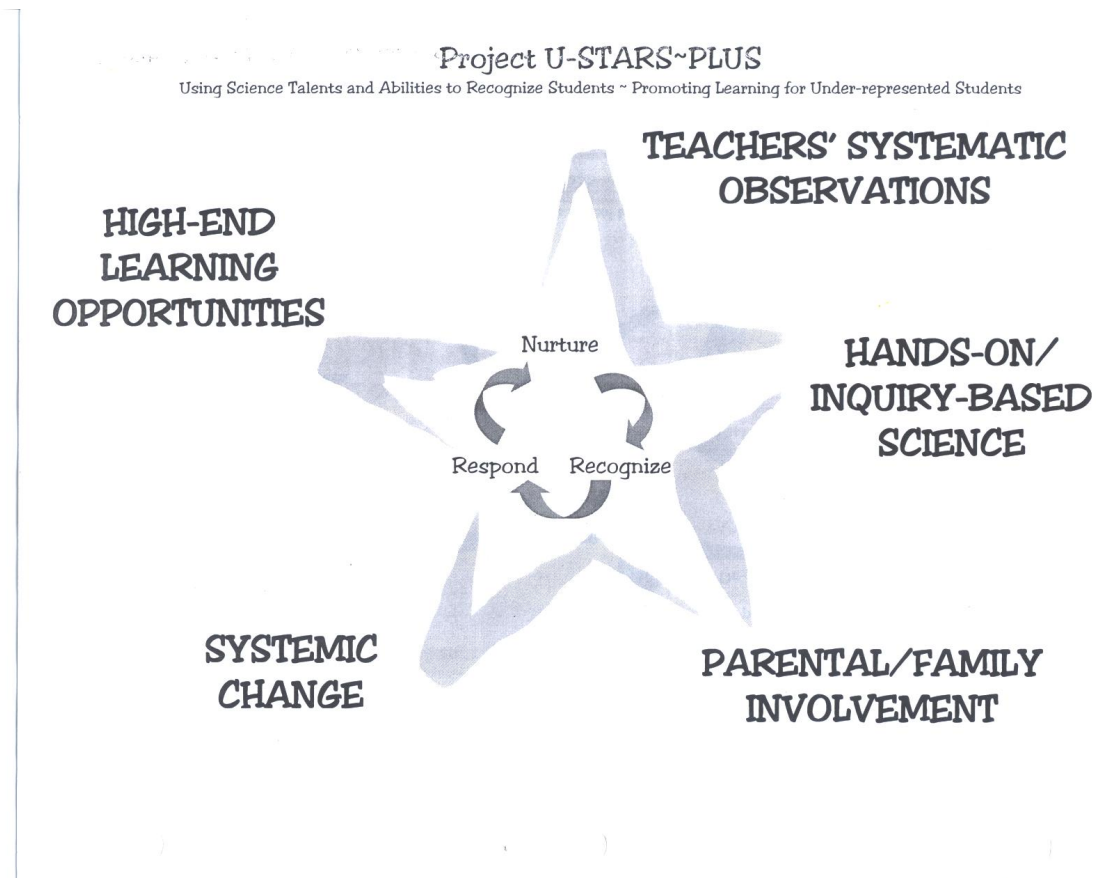 Project U-STARS~PLUS
Using Science Talents and Abilities to Recognize Students ~ Promoting Learning for Under-represented Students
TEACHERS' SYSTEMATIC
OBSERVATIONS
HIGH-END
LEARNING
OPPORTUNITIES
HANDS-ON/
INQUIRY-BASED
SCIENCE
Nurture
Respond
Recognize
SYSTEMIC
CHANGE
PARENTAL/FAMILY
INVOLVEMENT